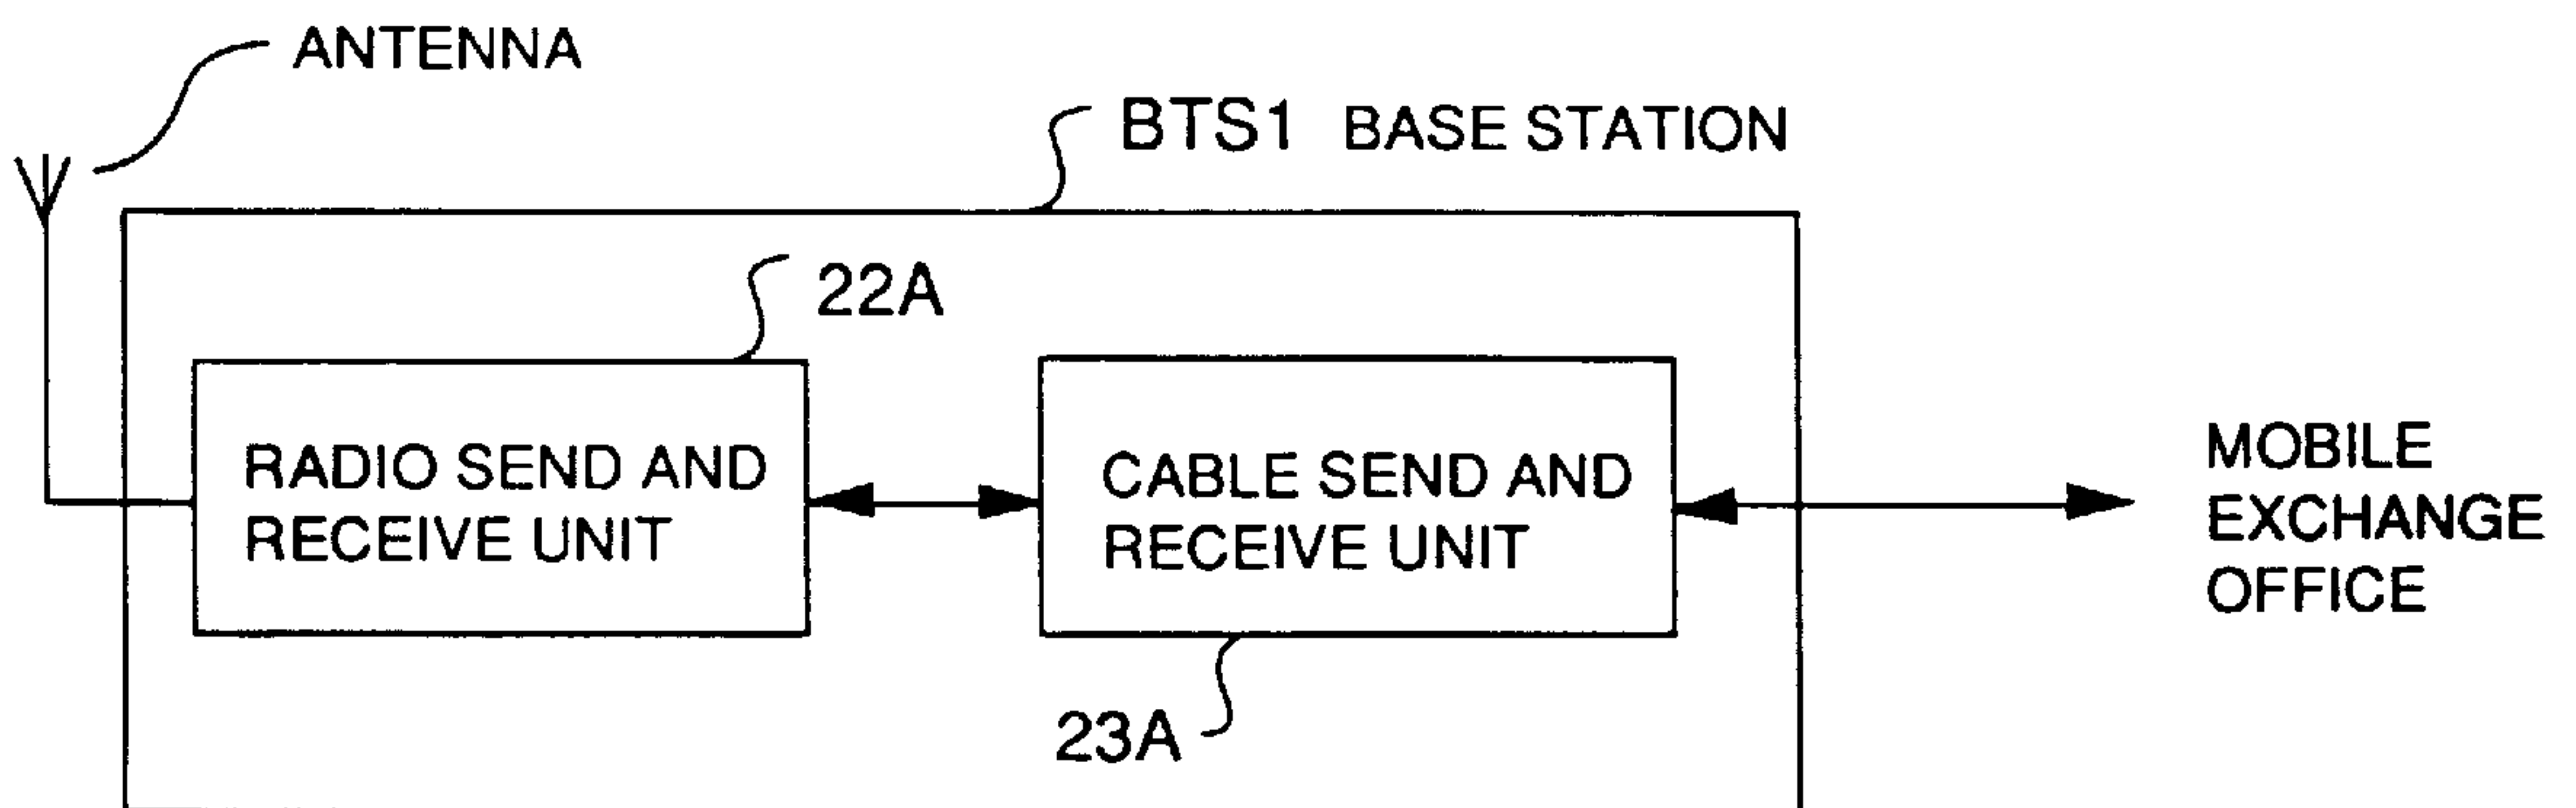 ANTENNA
BTS1 BASE STATION
22A
RADIO SEND AND
RECEIVE UNIT
CABLE SEND AND
RECEIVE UNIT
23A
MOBILE
EXCHANGE
OFFICE